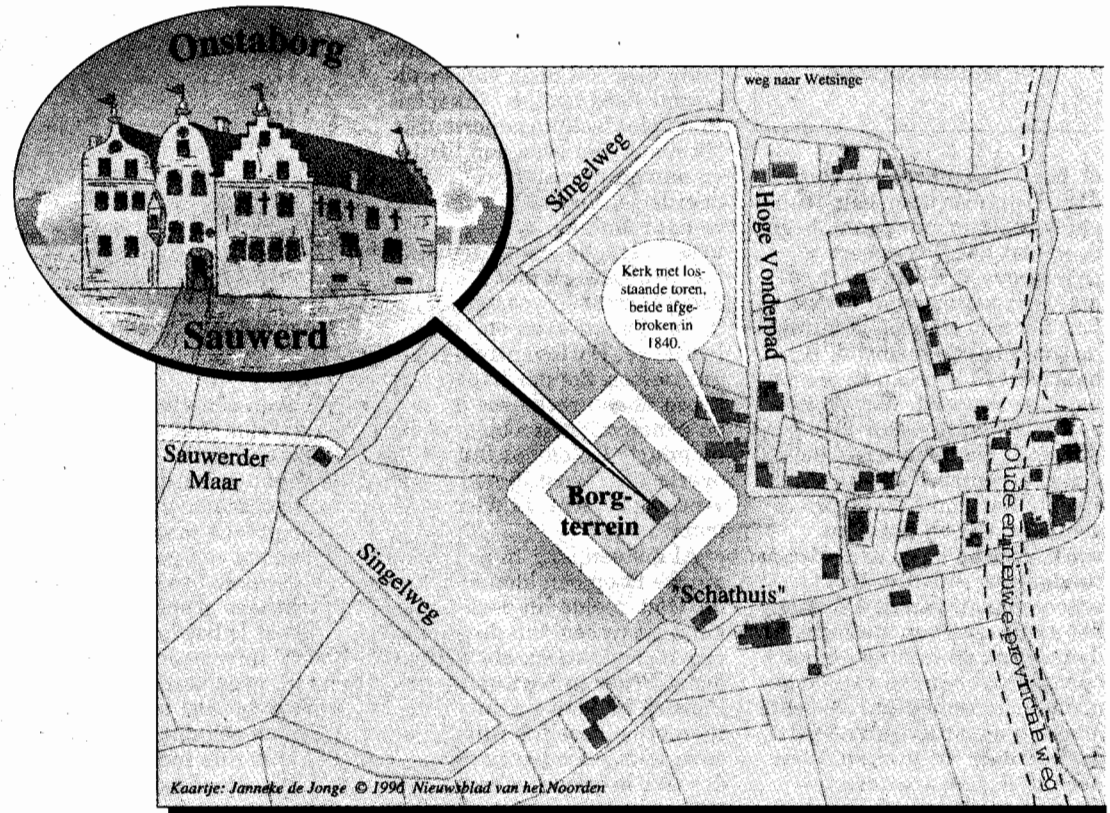 Onstaborg
Sauwerd
weg naar Wetsinge
Singelweg
Hoge Vonderpad
Kerk met los-
staande toren,
beide afge-
broken in
1840.
Sauwerder
Maar
Borg-
terrein
Singelweg
"Schathuis"
Oude en nieuwe provinciale weg
Kaartje: Janneke de Jonge © 1996 Nieuwsblad van het Noorden